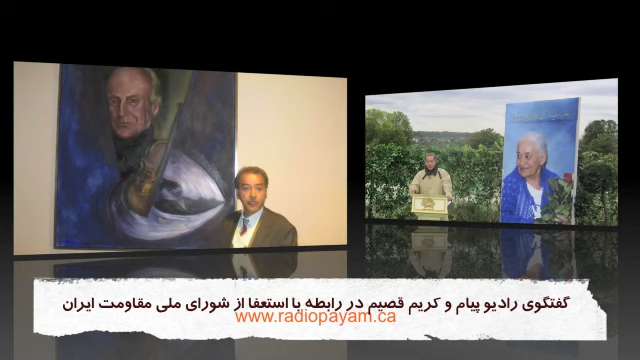 گفتگوی رادیو پیام و کریم قصیم در رابطه با استعفا از شورای ملی مقاومت ایران
www.radiopayam.ca